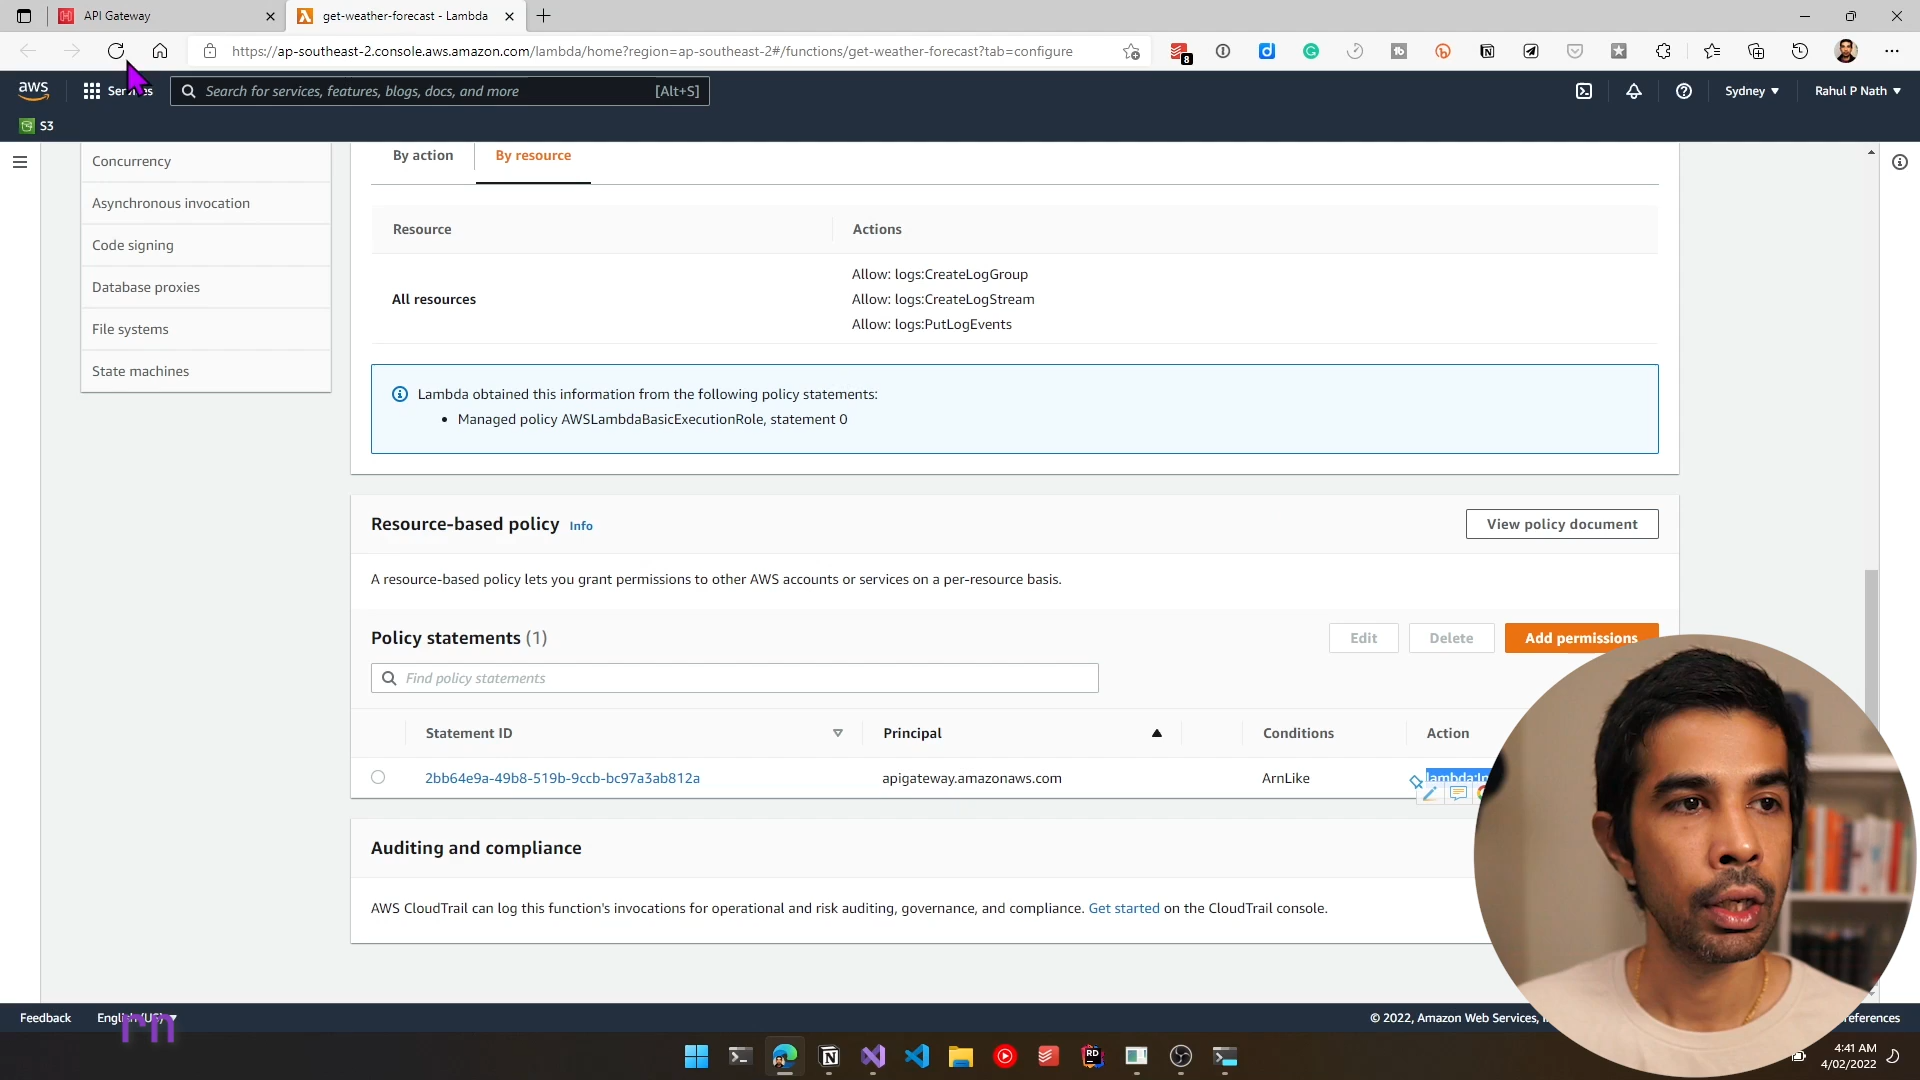 API Gateway
get-weather-forecast - Lambda
https://ap-southeast-2.console.aws.amazon.com/lambda/home?region=ap-southeast-2#/functions/get-weather-forecast?tab=configure
8
aws
Search for services, features, blogs, docs, and more
[Alt+S]
Sydney
Rahul P Nath
S3
Concurrency
Asynchronous invocation
Code signing
Database proxies
File systems
State machines
By action
By resource
Resource
Actions
All resources
Allow: logs:CreateLogGroup
Allow: logs:CreateLogStream
Allow: logs:PutLogEvents
Lambda obtained this information from the following policy statements:
• Managed policy AWSLambdaBasicExecutionRole, statement 0
Resource-based policy
Info
View policy document
A resource-based policy lets you grant permissions to other AWS accounts or services on a per-resource basis.
Policy statements (1)
Edit
Delete
Add permissions
Find policy statements
Statement ID
Principal
Conditions
Action
2bb64e9a-49b8-519b-9ccb-bc97a3ab812a
apigateway.amazonaws.com
ArnLike
Auditing and compliance
AWS CloudTrail can log this function's invocations for operational and risk auditing, governance, and compliance. Get started on the CloudTrail console.
Feedback
© 2022, Amazon Web Services,
4:41 AM
4/02/2022